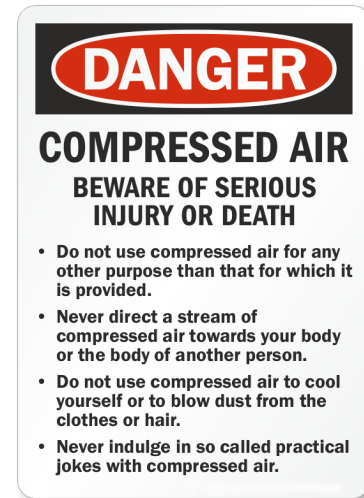 DANGER
COMPRESSED AIR
BEWARE OF SERIOUS
INJURY OR DEATH
• Do not use compressed air for any
other purpose than that for which it
is provided.
• Never direct a stream of
compressed air towards your body
or the body of another person.
• Do not use compressed air to cool
yourself or to blow dust from the
clothes or hair.
• Never indulge in so called practical
jokes with compressed air.